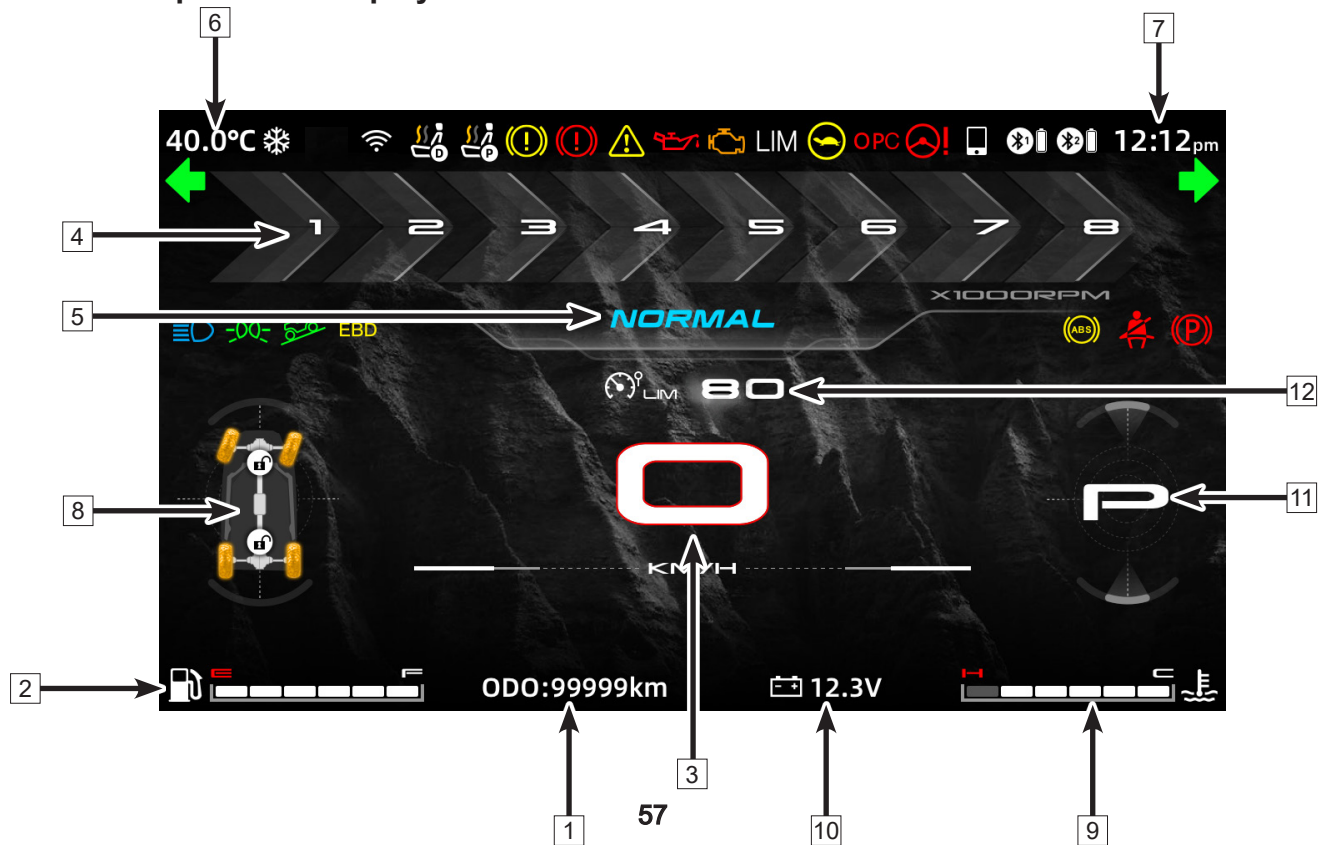 6 7
40.0°C D P LIM OPC 1 2 12:12pm
4 1 2 3 4 5 6 7 8
X1000RPM
5 NORMAL
EBD ABS P
LIM 80 12
8 0 P 11
KM/H
2 E F ODO:99999km 12.3V H C
3
57
1 10 9